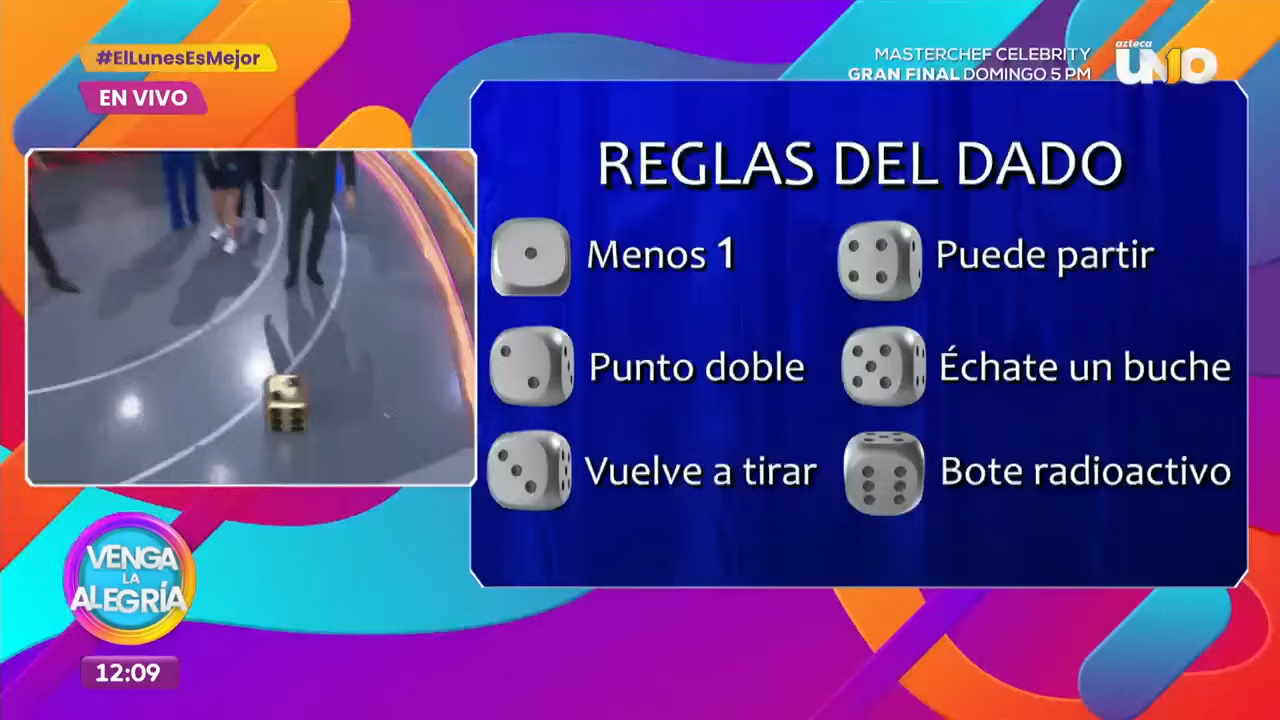 #ElLunesEsMejor
EN VIVO
MASTERCHEF CELEBRITY
GRAN FINAL DOMINGO 5 PM
azteca
UNO
REGLAS DEL DADO
Menos 1
Puede partir
Punto doble
Échate un buche
Vuelve a tirar
Bote radioactivo
VENGA
LA
ALEGRÍA
12:09